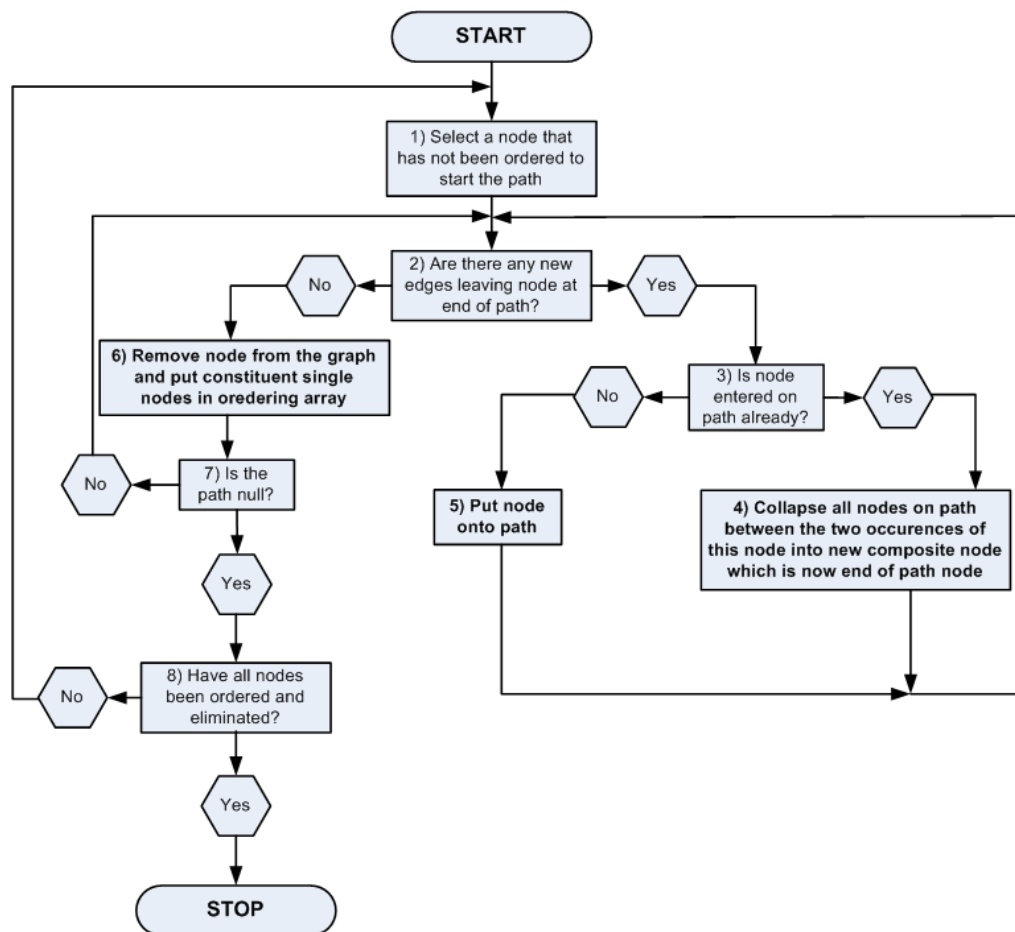 START
1) Select a node that
has not been ordered to
start the path
2) Are there any new
edges leaving node at
end of path?
No
Yes
6) Remove node from the graph
and put constituent single
nodes in oredering array
3) Is node
entered on
path already?
No
Yes
7) Is the
path null?
No
5) Put node
onto path
4) Collapse all nodes on path
between the two occurences of
this node into new composite node
which is now end of path node
Yes
8) Have all nodes
been ordered and
eliminated?
No
Yes
STOP